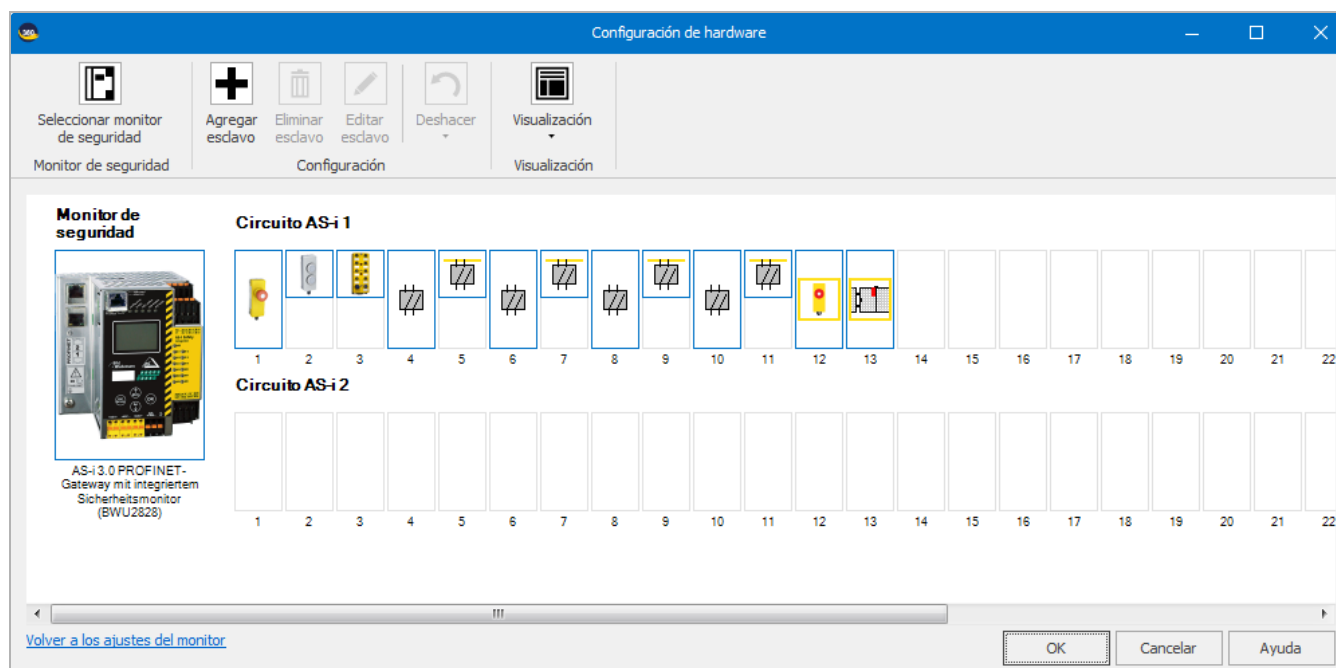 Configuración de hardware
Seleccionar monitor
de seguridad
Agregar
esclavo
Eliminar
esclavo
Editar
esclavo
Deshacer
Visualización
Monitor de seguridad
Configuración
Visualización
Monitor de
seguridad
Circuito AS-i 1
1 2 3 4 5 6 7 8 9 10 11 12 13 14 15 16 17 18 19 20 21 22
Circuito AS-i 2
AS-i 3.0 PROFINET-
Gateway mit integriertem
Sicherheitsmonitor
(BWU2828)
1 2 3 4 5 6 7 8 9 10 11 12 13 14 15 16 17 18 19 20 21 22
Volver a los ajustes del monitor
OK Cancelar Ayuda